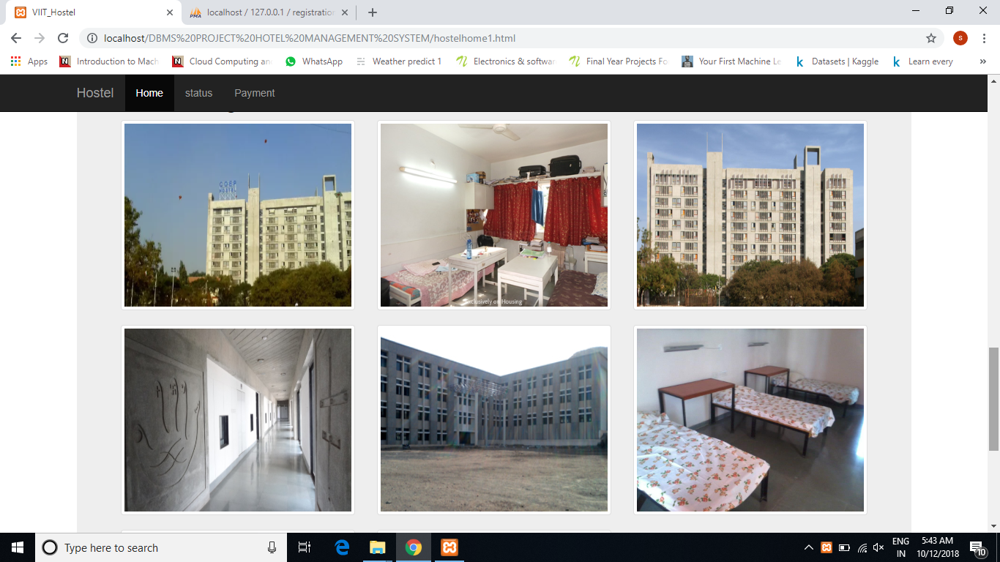 VIIT_Hostel
localhost / 127.0.0.1 / registration
localhost/DBMS%20PROJECT%20HOTEL%20MANAGEMENT%20SYSTEM/hostelhome1.html
s
Apps
Introduction to Mach
Cloud Computing an
WhatsApp
Weather predict 1
Electronics & softwar
Final Year Projects Fo
Your First Machine Le
Datasets | Kaggle
Learn every
Hostel
Home
status
Payment
COEP
on Housing
Type here to search
ENG
IN
5:43 AM
10/12/2018
10